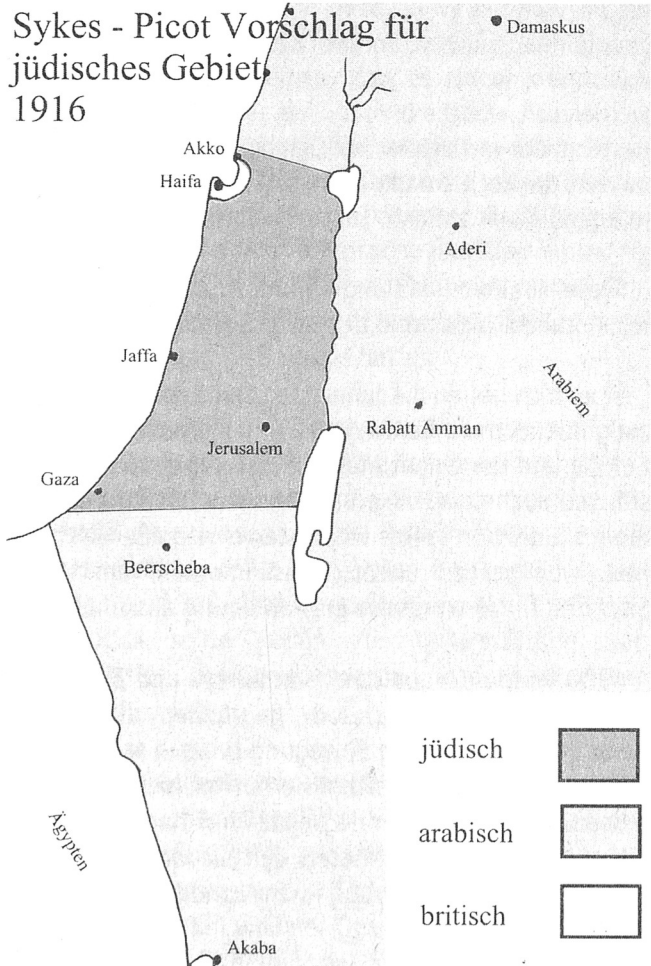 Sykes - Picot Vorschlag für
jüdisches Gebiet
1916
Damaskus
Akko
Haifa
Aderi
Jaffa
Arabiem
Rabatt Amman
Jerusalem
Gaza
Beerscheba
jüdisch
arabisch
Ägypten
britisch
Akaba